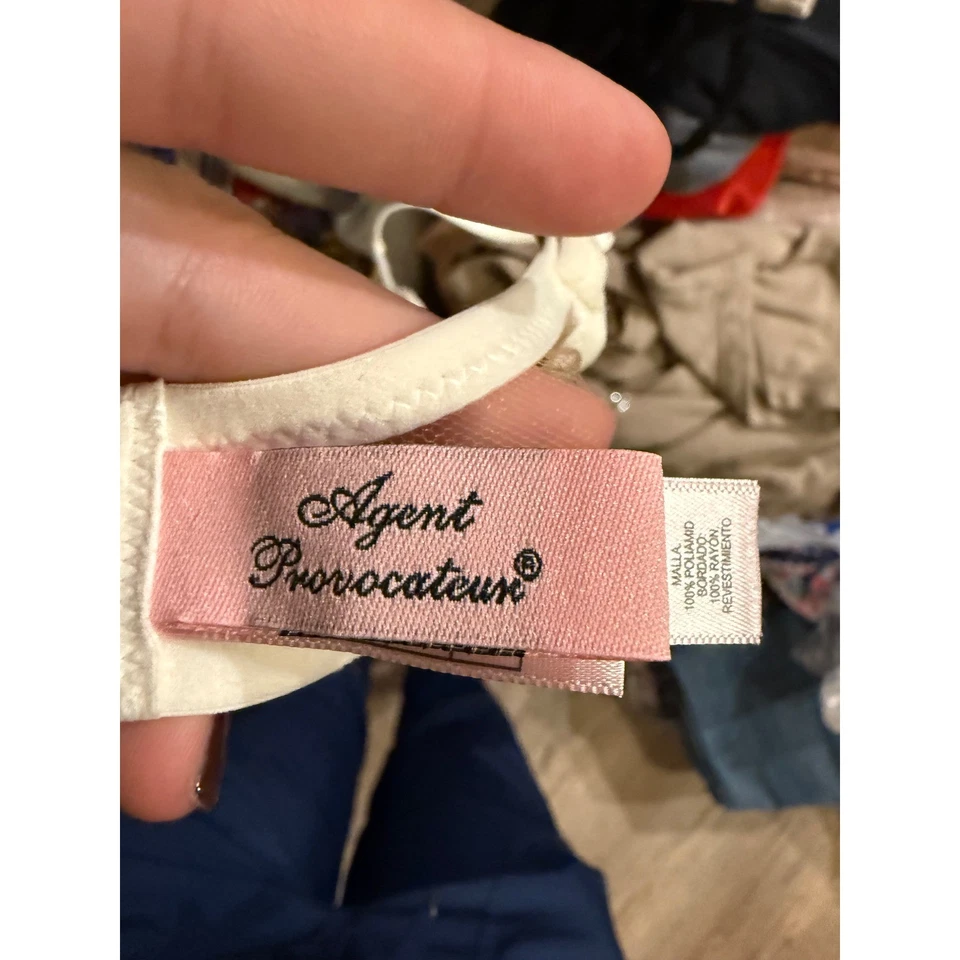 Agent
Provocateur®
MALLA.
100% POLIAMID
BORDADO:
100% RAYON.
REVESTIMIENTO